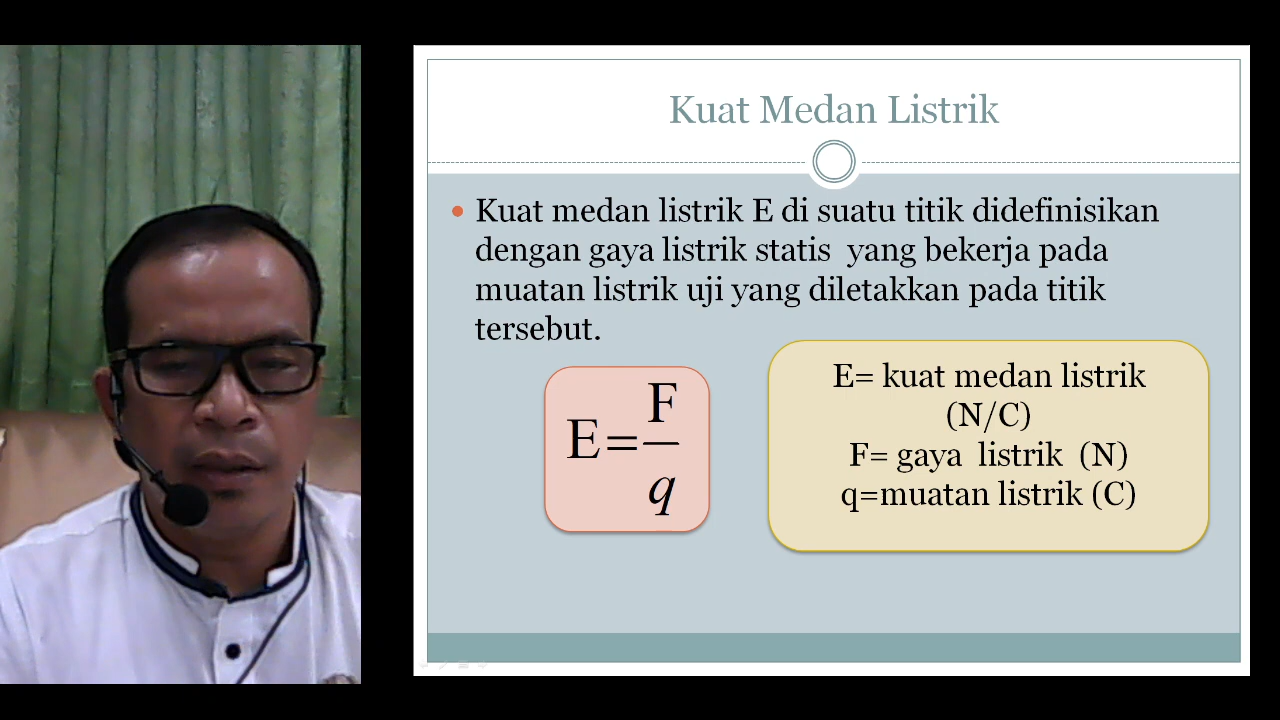 Kuat Medan Listrik
• Kuat medan listrik E di suatu titik didefinisikan
dengan gaya listrik statis  yang bekerja pada
muatan listrik uji yang diletakkan pada titik
tersebut.
E=F/q
E= kuat medan listrik
(N/C)
F= gaya  listrik  (N)
q=muatan listrik (C)